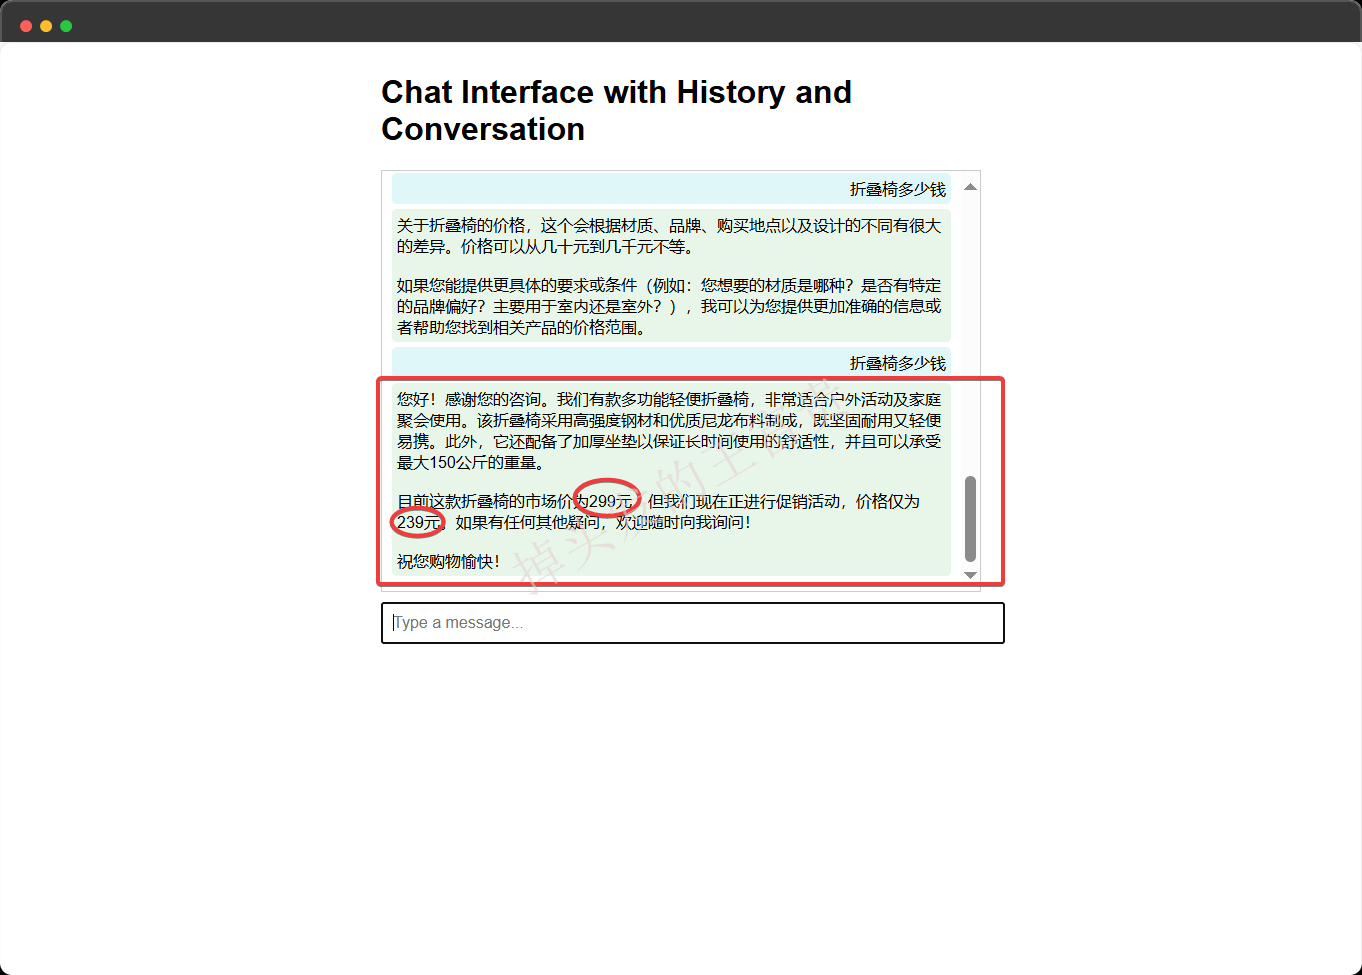 Chat Interface with History and
Conversation
折叠椅多少钱
关于折叠椅的价格，这个会根据材质、品牌、购买地点以及设计的不同有很大
的差异。价格可以从几十元到几千元不等。
如果您能提供更具体的要求或条件（例如：您想要的材质是哪种？是否有特定
的品牌偏好？主要用于室内还是室外？），我可以为您提供更加准确的信息或
者帮助您找到相关产品的价格范围。
折叠椅多少钱
您好！感谢您的咨询。我们有款多功能轻便折叠椅，非常适合户外活动及家庭
聚会使用。该折叠椅采用高强度钢材和优质尼龙布料制成，既坚固耐用又轻便
易携。此外，它还配备了加厚坐垫以保证长时间使用的舒适性，并且可以承受
最大150公斤的重量。
目前这款折叠椅的市场价为299元，但我们现在正进行促销活动，价格仅为
239元。如果有任何其他疑问，欢迎随时向我询问！
祝您购物愉快！
Type a message...